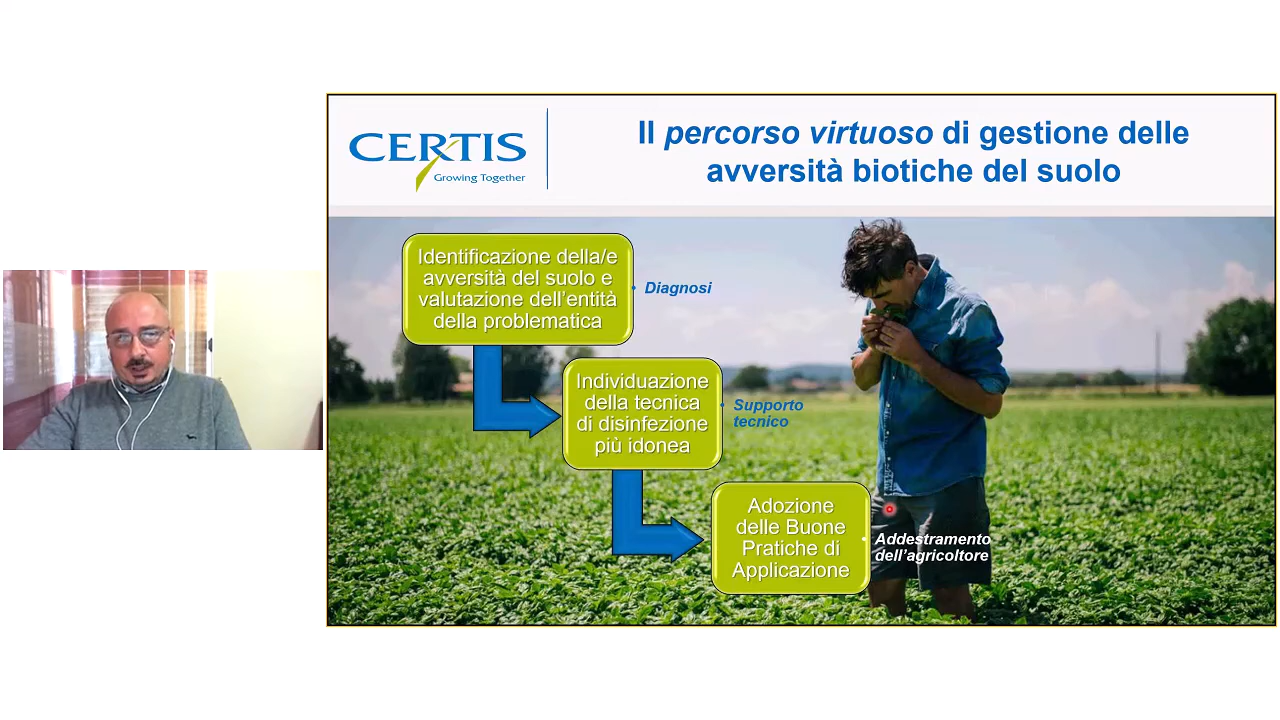 CERTIS
Growing Together
Il percorso virtuoso di gestione delle
avversità biotiche del suolo
Identificazione della/e
avversità del suolo e
valutazione dell'entità
della problematica
• Diagnosi
Individuazione
della tecnica
di disinfezione
più idonea
• Supporto
tecnico
Adozione
delle Buone
Pratiche di
Applicazione
• Addestramento
dell'agricoltore